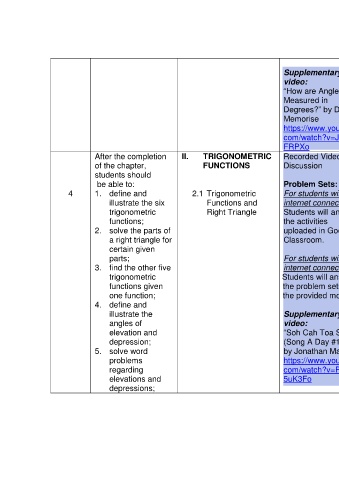 Supplementary
video:
"How are Angle
Measured in
Degrees?" by D
Memorise
https://www.you
com/watch?v=J
FRPXo
4
After the completion
of the chapter,
students should
be able to:
1. define and
illustrate the six
trigonometric
functions;
2. solve the parts of
a right triangle for
certain given
parts;
3. find the other five
trigonometric
functions given
one function;
4. define and
illustrate the
angles of
elevation and
depression;
5. solve word
problems
regarding
elevations and
depressions;
II. TRIGONOMETRIC
FUNCTIONS
2.1 Trigonometric
Functions and
Right Triangle
Recorded Video
Discussion
Problem Sets:
For students wi
internet connec
Students will an
the activities
uploaded in Goo
Classroom.
For students wi
internet connec
Students will an
the problem set
the provided mo
Supplementary
video:
"Soh Cah Toa S
(Song A Day #1
by Jonathan Ma
https://www.you
com/watch?v=P
5uK3Fo